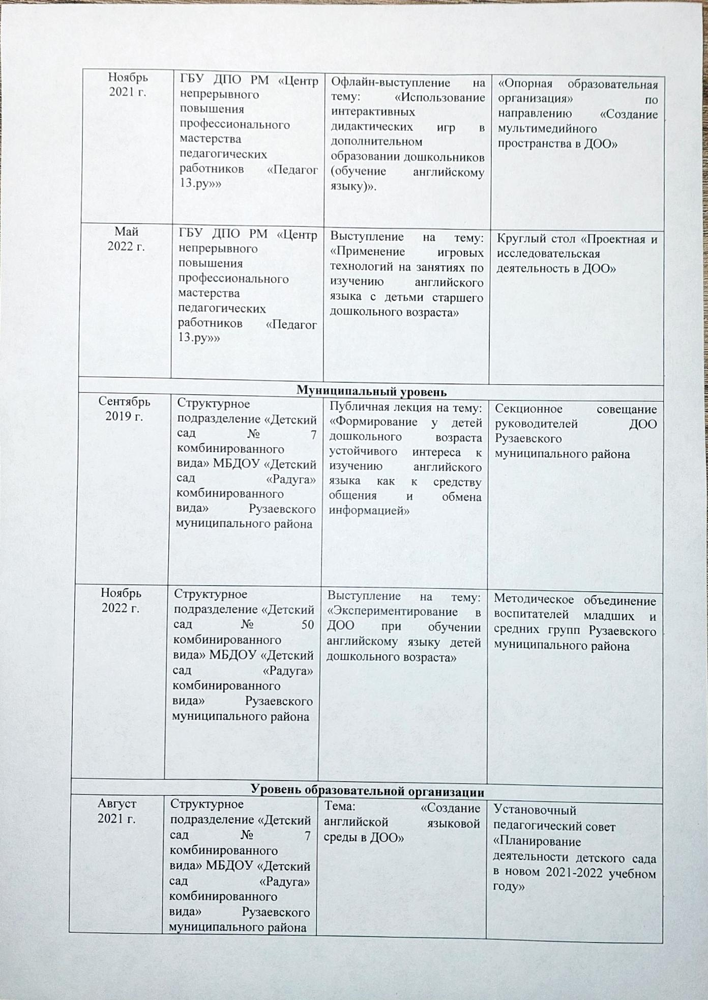 Ноябрь
2021 г.
ГБУ ДПО РМ «Центр
непрерывного
повышения
профессионального
мастерства
педагогических
работников «Педагог
13.ру»»
Офлайн-выступление на
тему: «Использование
интерактивных
дидактических игр в
дополнительном
образовании дошкольников
(обучение английскому
языку)».
«Опорная образовательная
организация» по
направлению «Создание
мультимедийного
пространства в ДОО»
Май
2022 г.
ГБУ ДПО РМ «Центр
непрерывного
повышения
профессионального
мастерства
педагогических
работников «Педагог
13.ру»»
Выступление на тему:
«Применение игровых
технологий на занятиях по
изучению английского
языка с детьми старшего
дошкольного возраста»
Круглый стол «Проектная и
исследовательская
деятельность в ДОО»
Муниципальный уровень
Сентябрь
2019 г.
Структурное
подразделение «Детский
сад № 7
комбинированного
вида» МБДОУ «Детский
сад «Радуга»
комбинированного
вида» Рузаевского
муниципального района
Публичная лекция на тему:
«Формирование у детей
дошкольного возраста
устойчивого интереса к
изучению английского
языка как к средству
общения и обмена
информацией»
Секционное совещание
руководителей ДОО
Рузаевского
муниципального района
Ноябрь
2022 г.
Структурное
подразделение «Детский
сад № 50
комбинированного
вида» МБДОУ «Детский
сад «Радуга»
комбинированного
вида» Рузаевского
муниципального района
Выступление на тему:
«Экспериментирование в
ДОО при обучении
английскому языку детей
дошкольного возраста»
Методическое объединение
воспитателей младших и
средних групп Рузаевского
муниципального района
Уровень образовательной организации
Август
2021 г.
Структурное
подразделение «Детский
сад № 7
комбинированного
вида» МБДОУ «Детский
сад «Радуга»
комбинированного
вида» Рузаевского
муниципального района
Тема: «Создание
английской языковой
среды в ДОО»
Установочный
педагогический совет
«Планирование
деятельности детского сада
в новом 2021-2022 учебном
году»